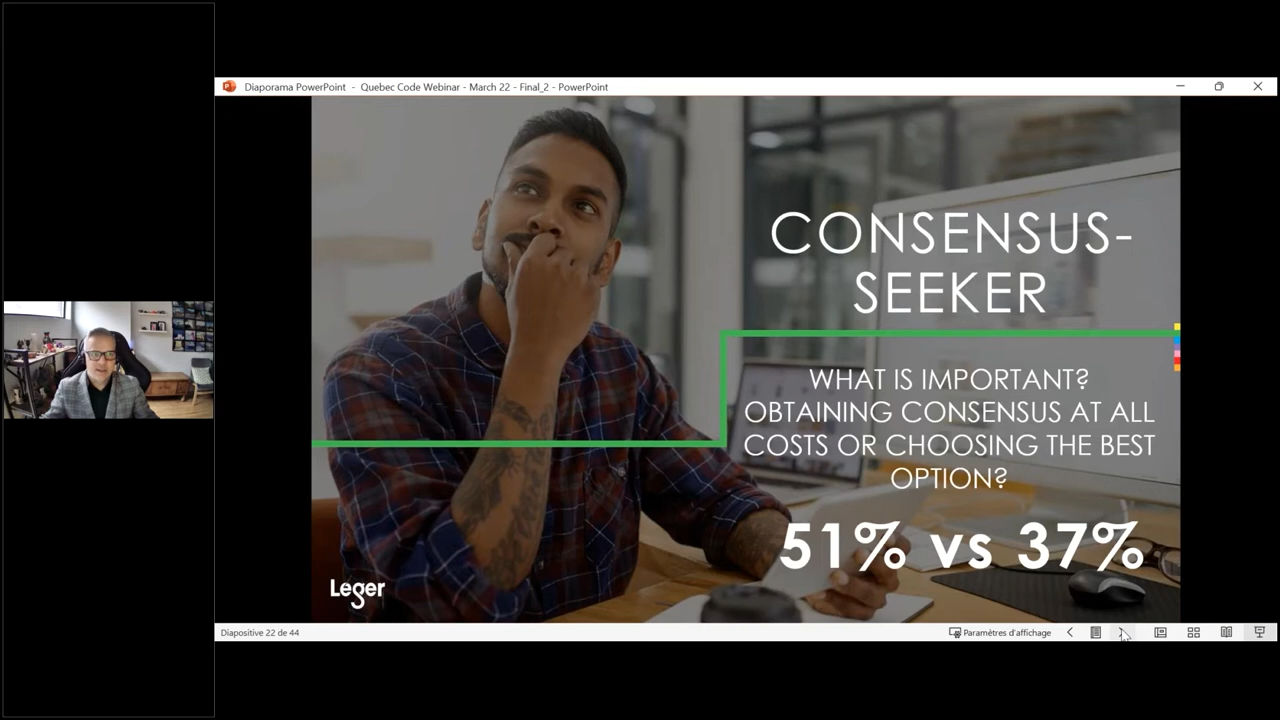 Diaporama PowerPoint - Quebec Code Webinar - March 22 - Final_2 - PowerPoint
CONSENSUS-
SEEKER
WHAT IS IMPORTANT?
OBTAINING CONSENSUS AT ALL
COSTS OR CHOOSING THE BEST
OPTION?
51% vs 37%
Leger
Diapositive 22 de 44
Paramètres d'affichage